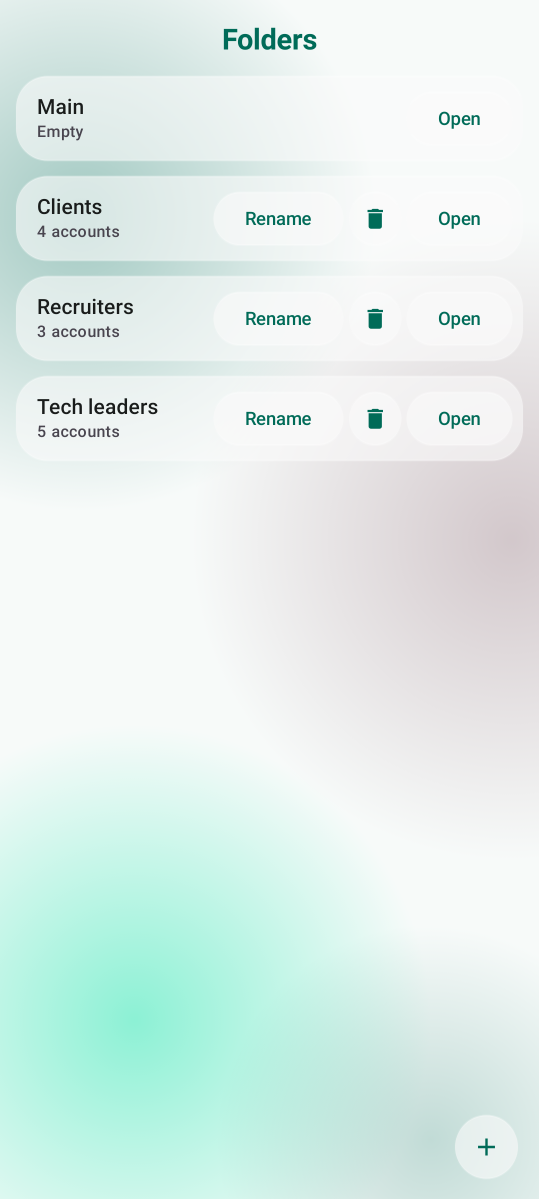 Folders
Main
Empty
Open
Clients
4 accounts
Rename
Open
Recruiters
3 accounts
Rename
Open
Tech leaders
5 accounts
Rename
Open